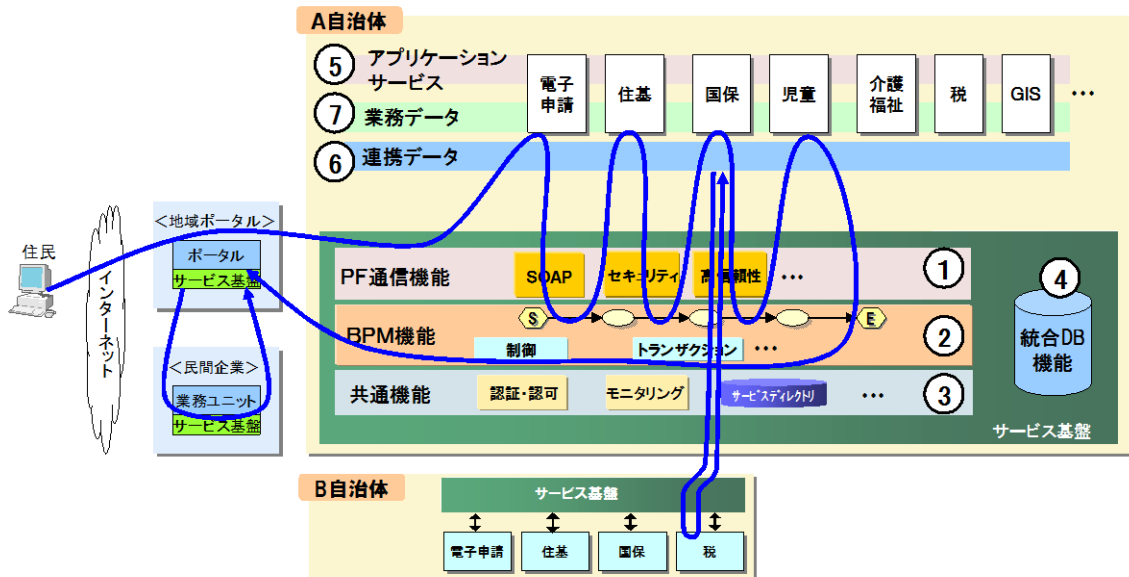 A自治体
⑤ アプリケーション
サービス
⑦ 業務データ
⑥ 連携データ
電子
申請
住基
国保
児童
介護
福祉
税
GIS
…
住民
インターネット
＜地域ポータル＞
ポータル
サービス基盤
＜民間企業＞
業務ユニット
サービス基盤
PF通信機能
SOAP
セキュリティ
高信頼性
…
①
BPM機能
S
E
制御
トランザクション
…
②
共通機能
認証・認可
モニタリング
サービスディレクトリ
…
③
④
統合DB
機能
サービス基盤
B自治体
サービス基盤
電子申請
住基
国保
税